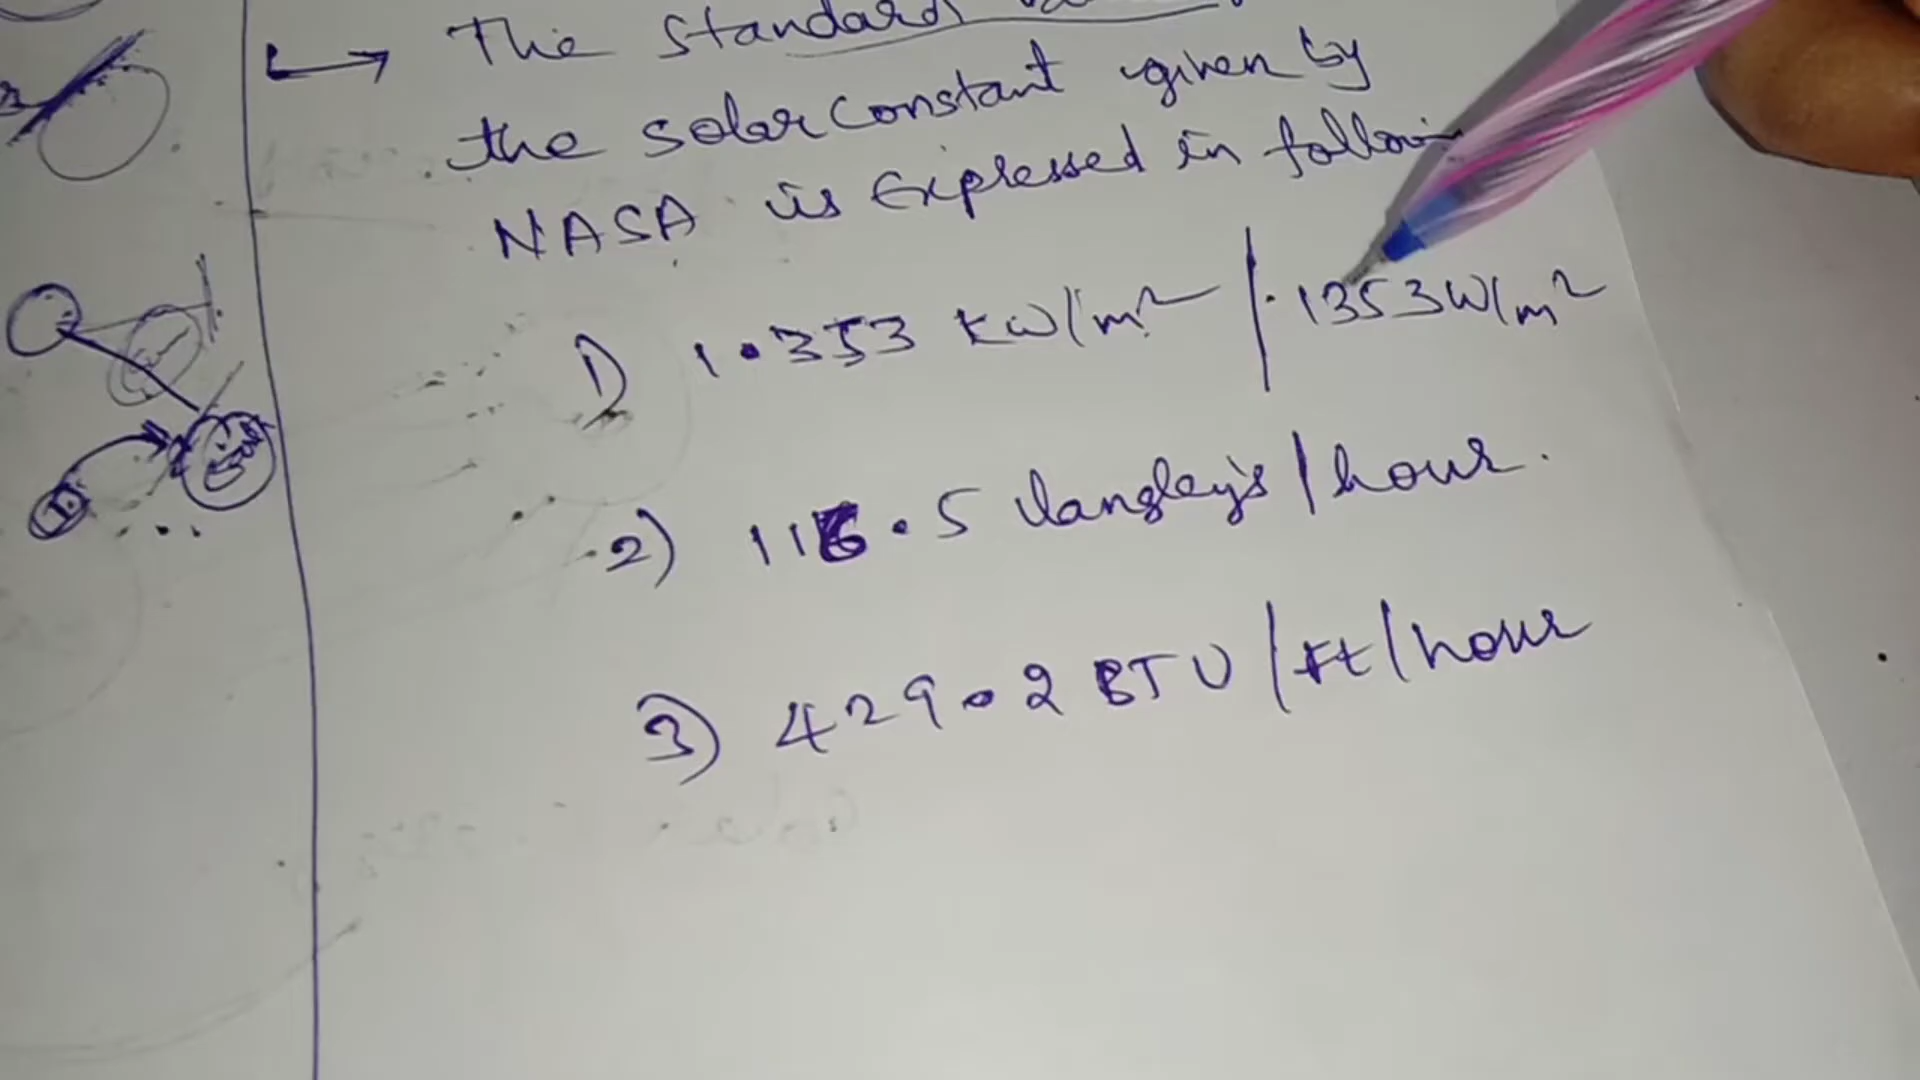 The Standard
the solar constant given by
NASA is Expressed in
1) 1.353 kW/m² / 1353W/m²
2) 116.5 langley's / hour.
3) 429.2 BTU / ft / hour